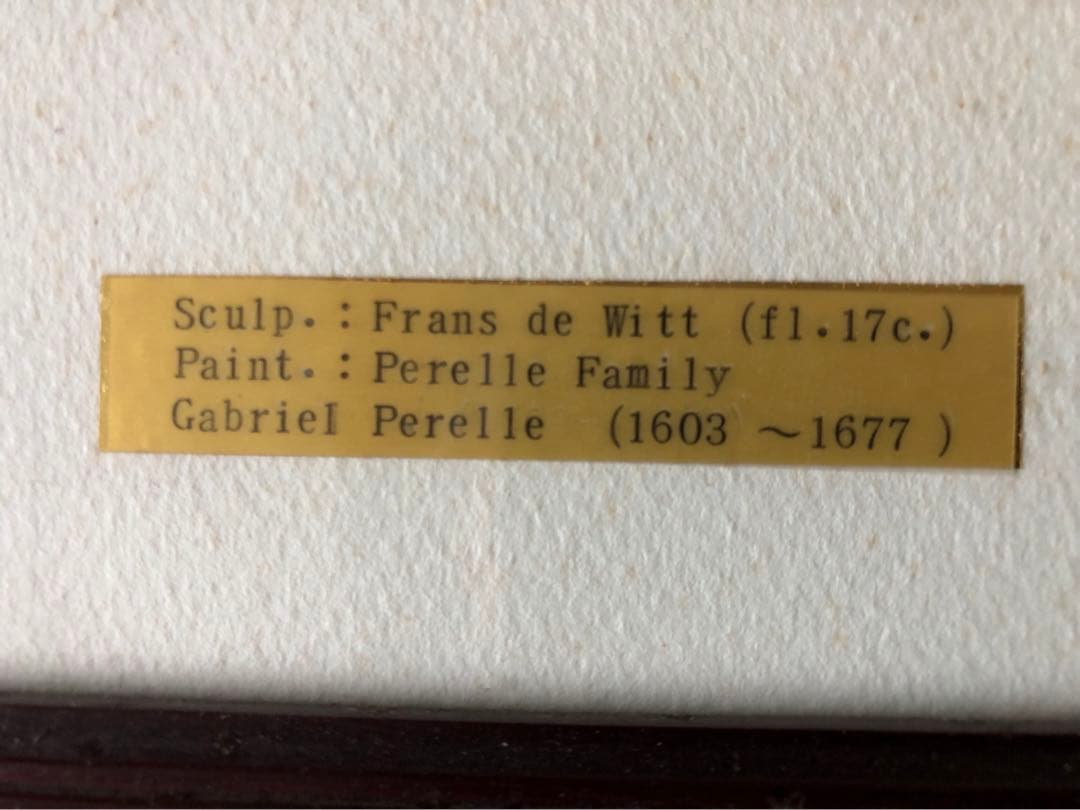 Sculp.：Frans de Witt (fl.17c.)
Paint.：Perelle Family
Gabriel Perelle (1603 ～1677 )